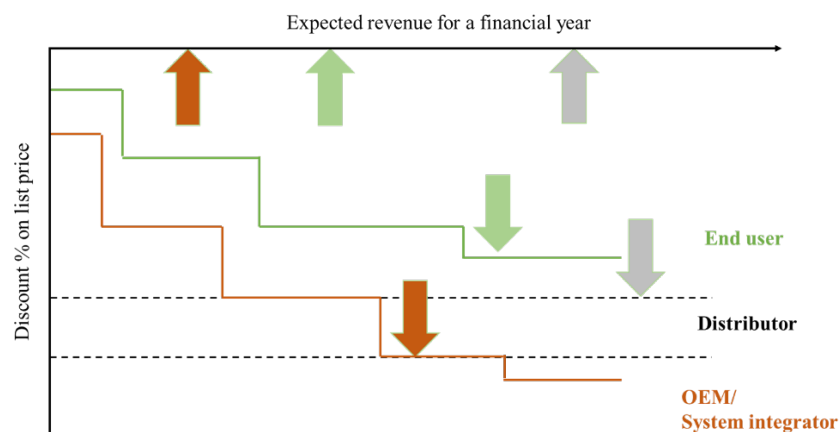 Expected revenue for a financial year
Discount % on list price
End user
Distributor
OEM/
System integrator